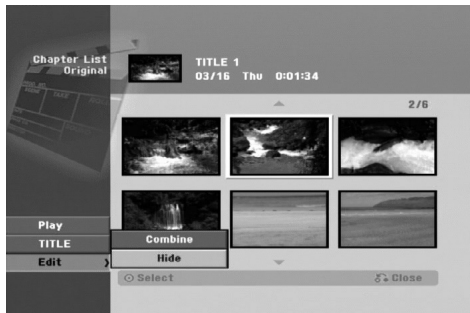 Chapter List
Original
TITLE 1
03/16 Thu 0:01:34
2/6
Play
TITLE
Edit
Combine
Hide
Select
Close